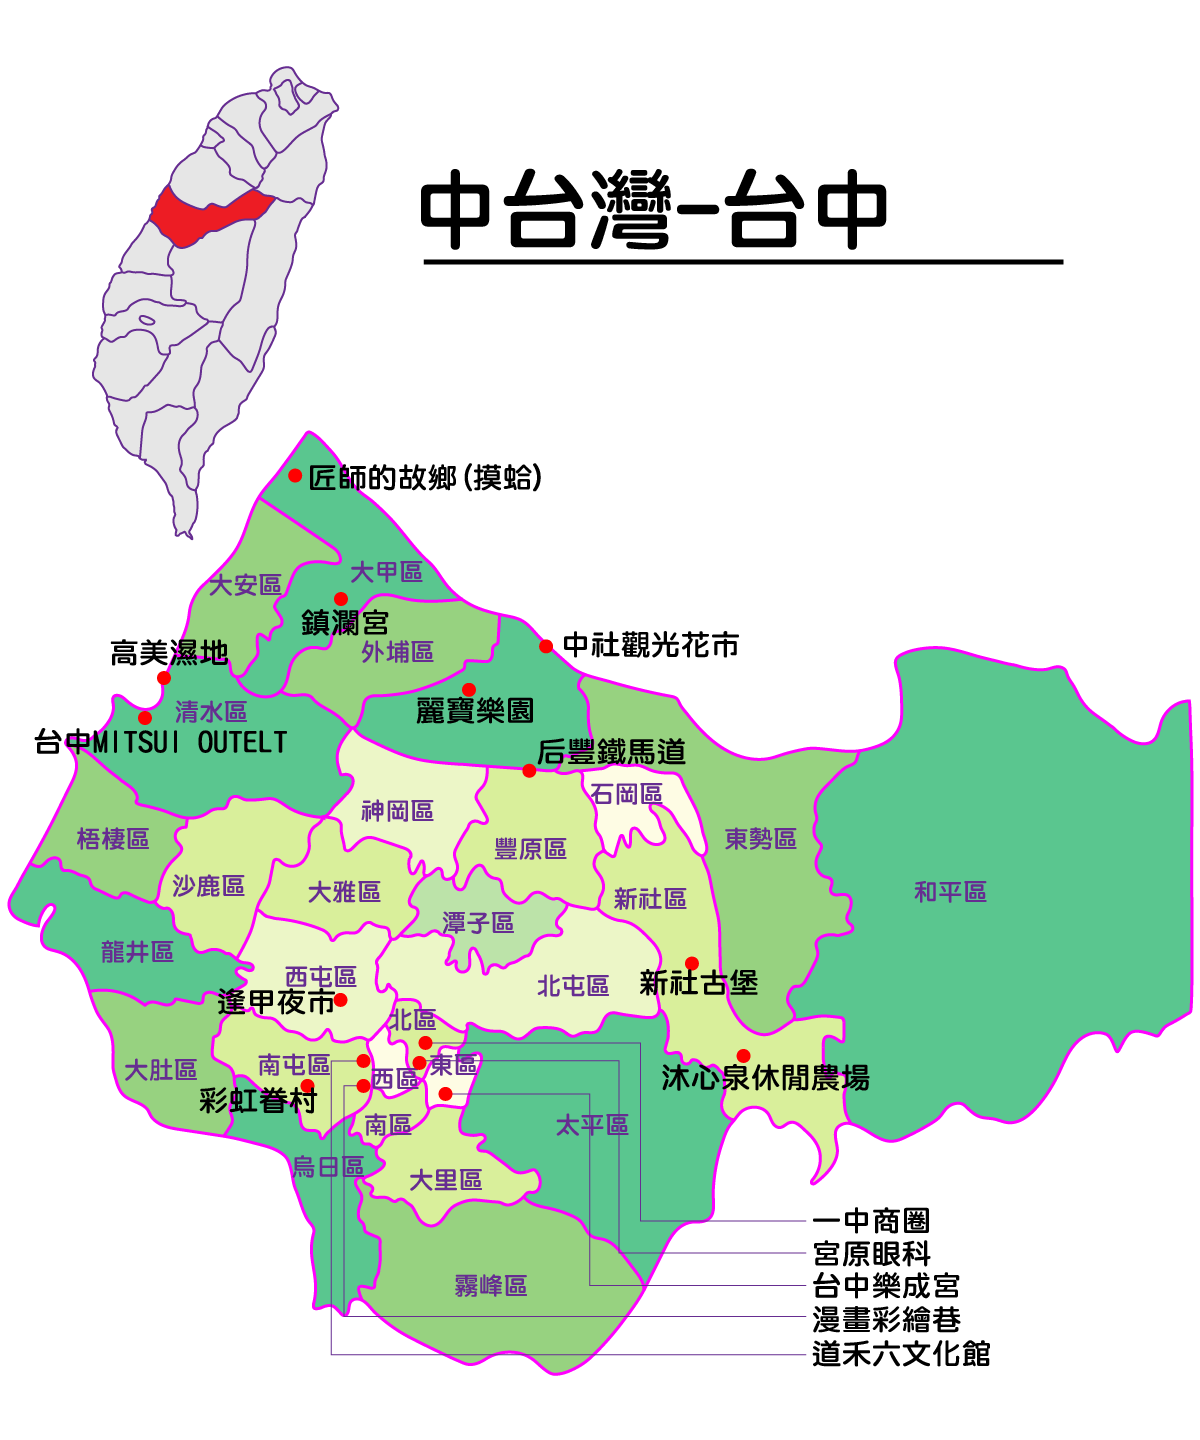 中台灣-台中
匠師的故鄉(摸蛤)
大甲區
大安區
鎮瀾宮
外埔區
中社觀光花市
高美濕地
清水區
麗寶樂園
台中MITSUI OUTELT
后豐鐵馬道
石岡區
神岡區
梧棲區
豐原區
東勢區
沙鹿區
大雅區
新社區
和平區
潭子區
龍井區
西屯區
北屯區
新社古堡
逢甲夜市
北區
南屯區
東區
大肚區
西區
沐心泉休閒農場
彩虹眷村
南區
太平區
烏日區
大里區
一中商圈
宮原眼科
霧峰區
台中樂成宮
漫畫彩繪巷
道禾六文化館